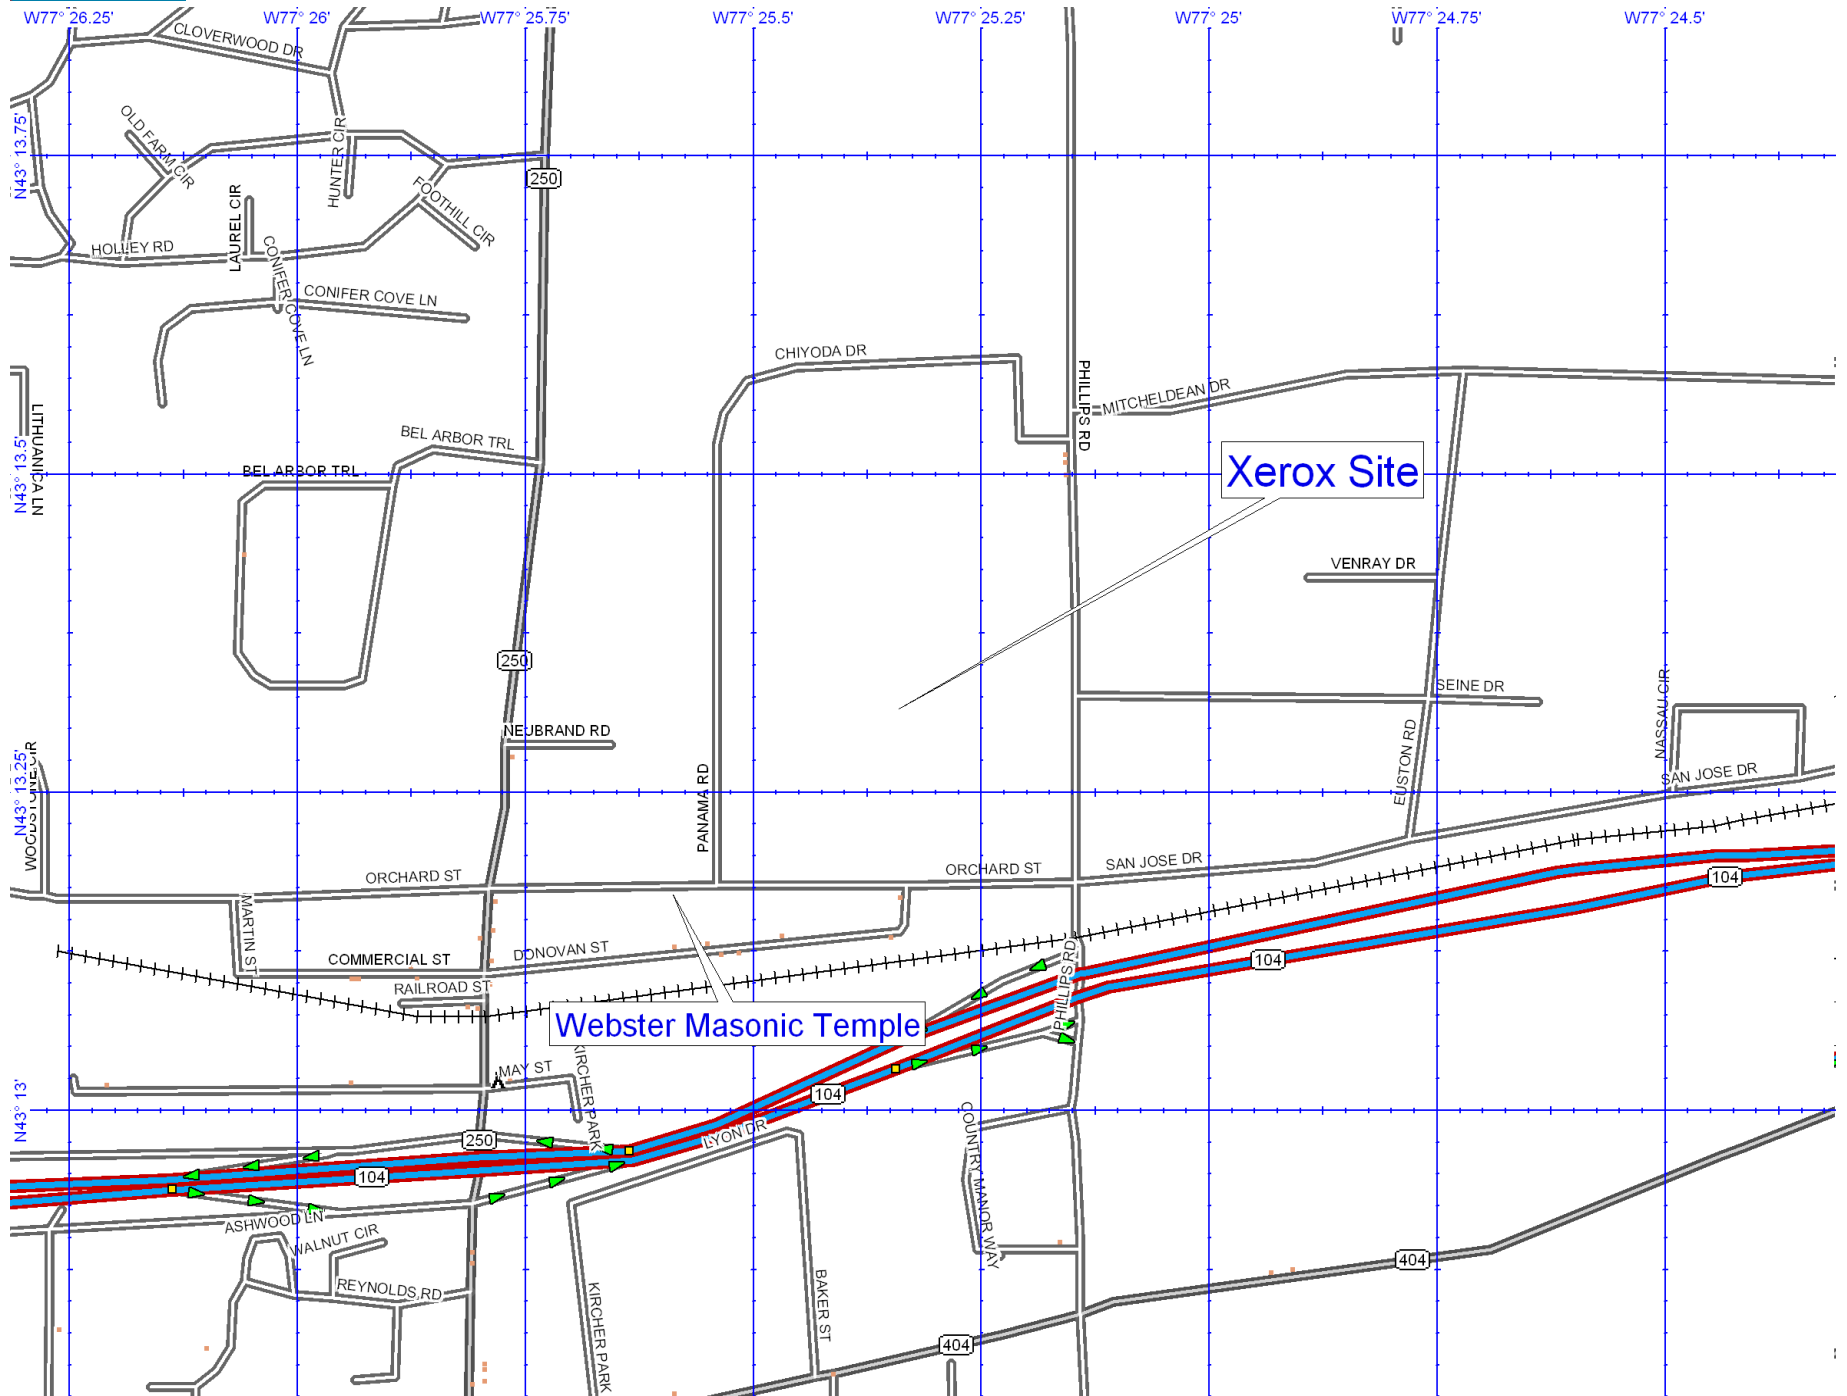 W77° 26.25'
W77° 26'
W77° 25.75'
W77° 25.5'
W77° 25.25'
W77° 25'
W77° 24.75'
W77° 24.5'
CLOVERWOOD DR
N43° 13.75'
OLD FARM CIR
HUNTER CIR
250
FOOTHILL CIR
LAUREL CIR
HOLLEY RD
CONIFER COVE LN
CONIFER COVE LN
CHIYODA DR
PHILLIPS RD
MITCHELDEAN DR
LITHUANICA LN
N43° 13.5'
BEL ARBOR TRL
BEL ARBOR TRL
Xerox Site
VENRAY DR
250
SEINE DR
NASSAU CIR
NEUBRAND RD
EUSTON RD
PANAMA RD
SAN JOSE DR
N43° 13.25'
WOODSTONE CIR
ORCHARD ST
ORCHARD ST
SAN JOSE DR
104
MARTIN ST
DONOVAN ST
COMMERCIAL ST
104
PHILLIPS RD
RAILROAD ST
Webster Masonic Temple
KIRCHER PARK
MAY ST
104
N43° 13'
COUNTRY MANOR WAY
LYON DR
250
104
ASHWOOD LN
WALNUT CIR
REYNOLDS RD
KIRCHER PARK
BAKER ST
404
404